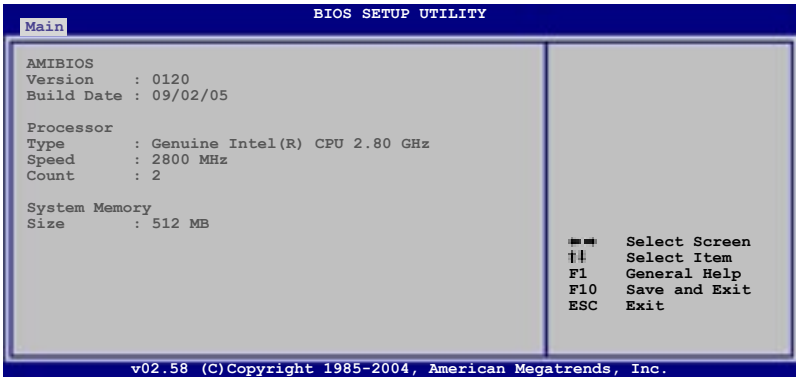 BIOS SETUP UTILITY
Main
AMIBIOS
Version : 0120
Build Date : 09/02/05
Processor
Type : Genuine Intel(R) CPU 2.80 GHz
Speed : 2800 MHz
Count : 2
System Memory
Size : 512 MB
←→ Select Screen
↑↓ Select Item
F1 General Help
F10 Save and Exit
ESC Exit
v02.58 (C)Copyright 1985-2004, American Megatrends, Inc.